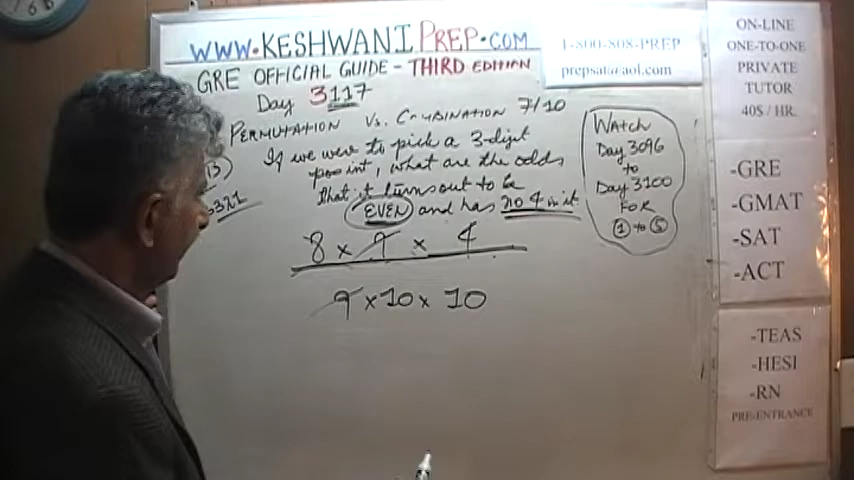 WWW.KESHWANIPREP.COM
GRE OFFICIAL GUIDE - THIRD EDITION
Day 3117
PERMUTATION Vs. COMBINATION 7/10
If we were to pick a 3-digit
, what are the odds
that it turns out to be
EVEN and has no 4 in it.
8 x 9 x 4
9 x 10 x 10
13)
321
WATCH
Day 3096
to
Day 3100
FOR
① to ⑤
1-800-808-PREP
prepsat@aol.com
ON-LINE
ONE-TO-ONE
PRIVATE
TUTOR
40$ / HR.
-GRE
-GMAT
-SAT
-ACT
-TEAS
-HESI
-RN
PRE-ENTRANCE